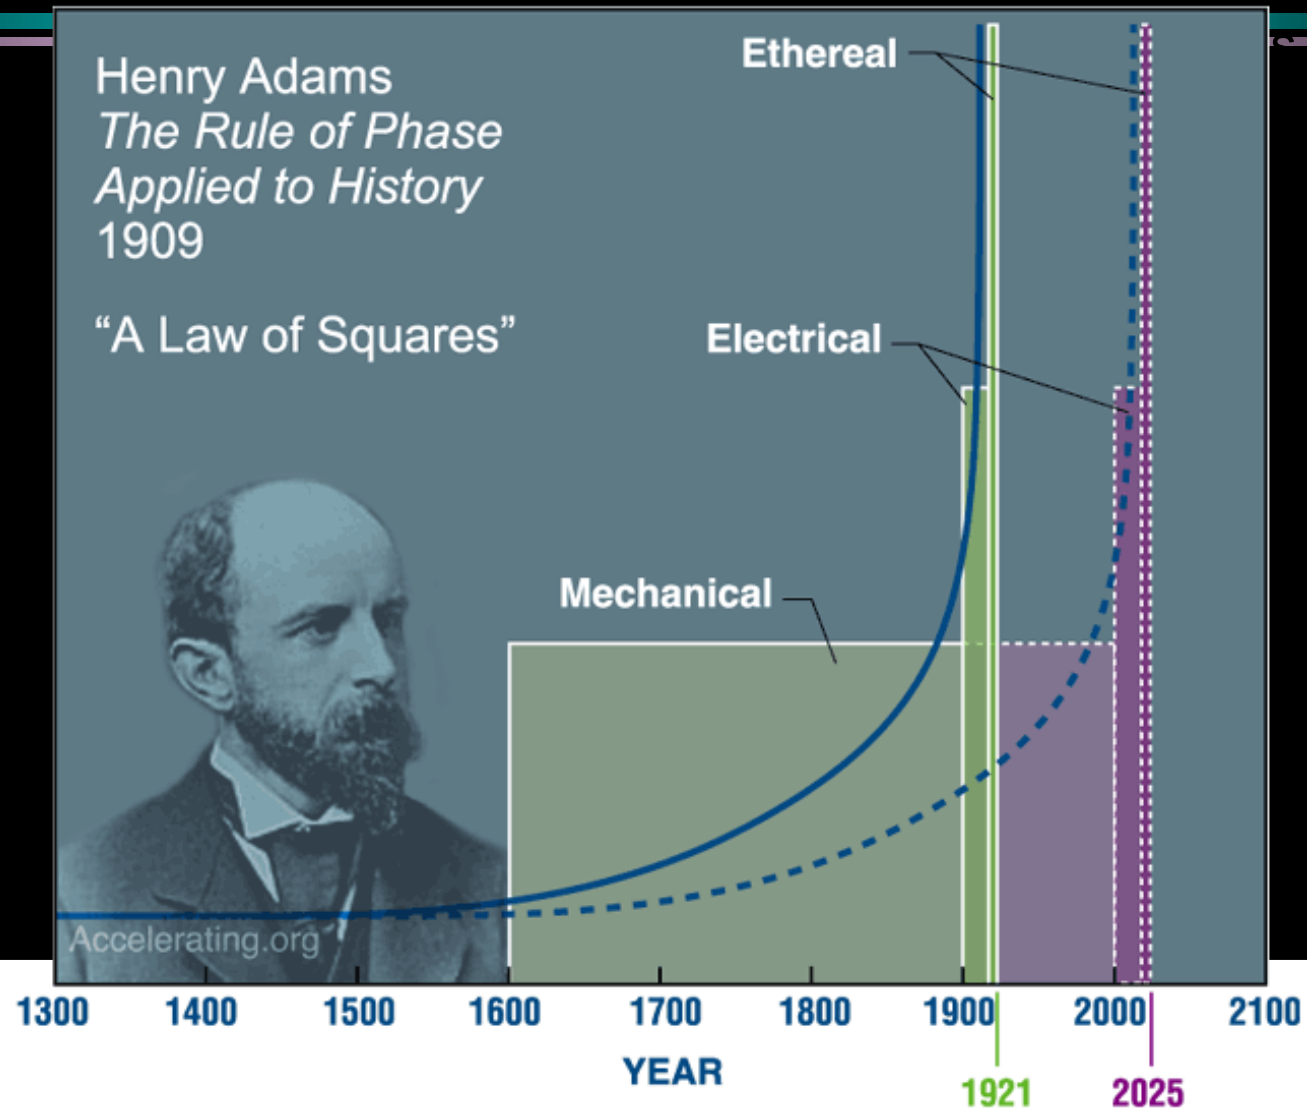 Henry Adams
The Rule of Phase
Applied to History
1909
“A Law of Squares”
Ethereal
Electrical
Mechanical
Accelerating.org
1300 1400 1500 1600 1700 1800 1900 2000 2100
YEAR
1921 2025